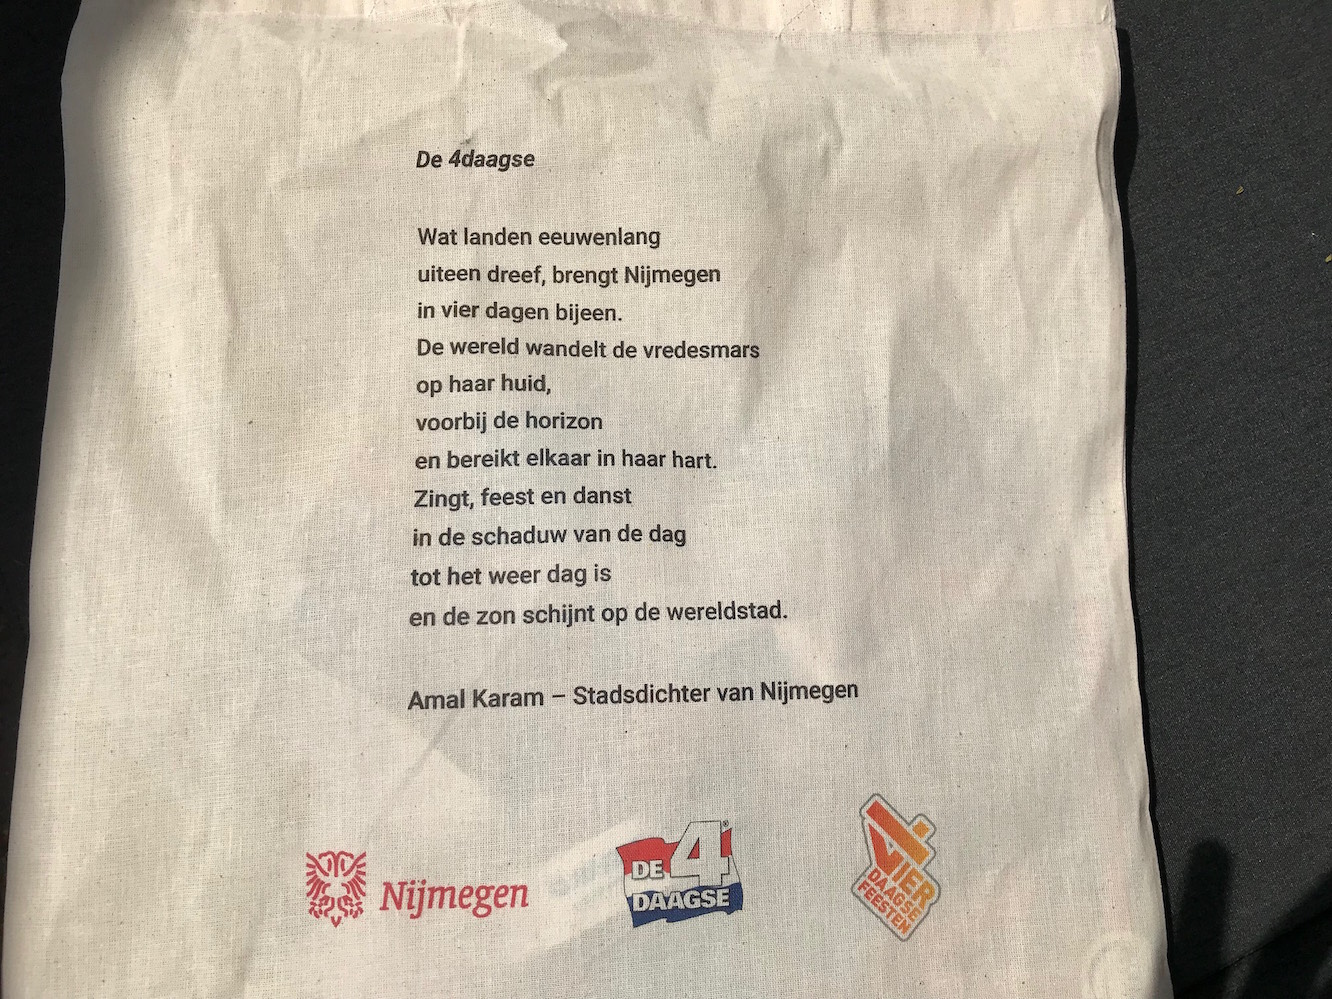 De 4daagse
Wat landen eeuwenlang
uiteen dreef, brengt Nijmegen
in vier dagen bijeen.
De wereld wandelt de vredesmars
op haar huid,
voorbij de horizon
en bereikt elkaar in haar hart.
Zingt, feest en danst
in de schaduw van de dag
tot het weer dag is
en de zon schijnt op de wereldstad.
Amal Karam – Stadsdichter van Nijmegen
Nijmegen
DE 4®
DAAGSE
4
VIER
DAAGSE
FEESTEN